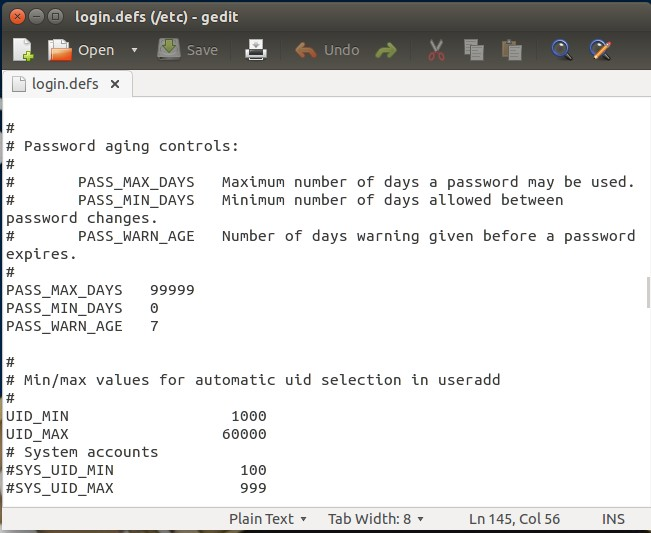 login.defs (/etc) - gedit
Open Save Undo
login.defs x
#
# Password aging controls:
#
#       PASS_MAX_DAYS   Maximum number of days a password may be used.
#       PASS_MIN_DAYS   Minimum number of days allowed between
password changes.
#       PASS_WARN_AGE   Number of days warning given before a password
expires.
#
PASS_MAX_DAYS   99999
PASS_MIN_DAYS   0
PASS_WARN_AGE   7
#
# Min/max values for automatic uid selection in useradd
#
UID_MIN                  1000
UID_MAX                 60000
# System accounts
#SYS_UID_MIN              100
#SYS_UID_MAX              999
Plain Text Tab Width: 8 Ln 145, Col 56 INS